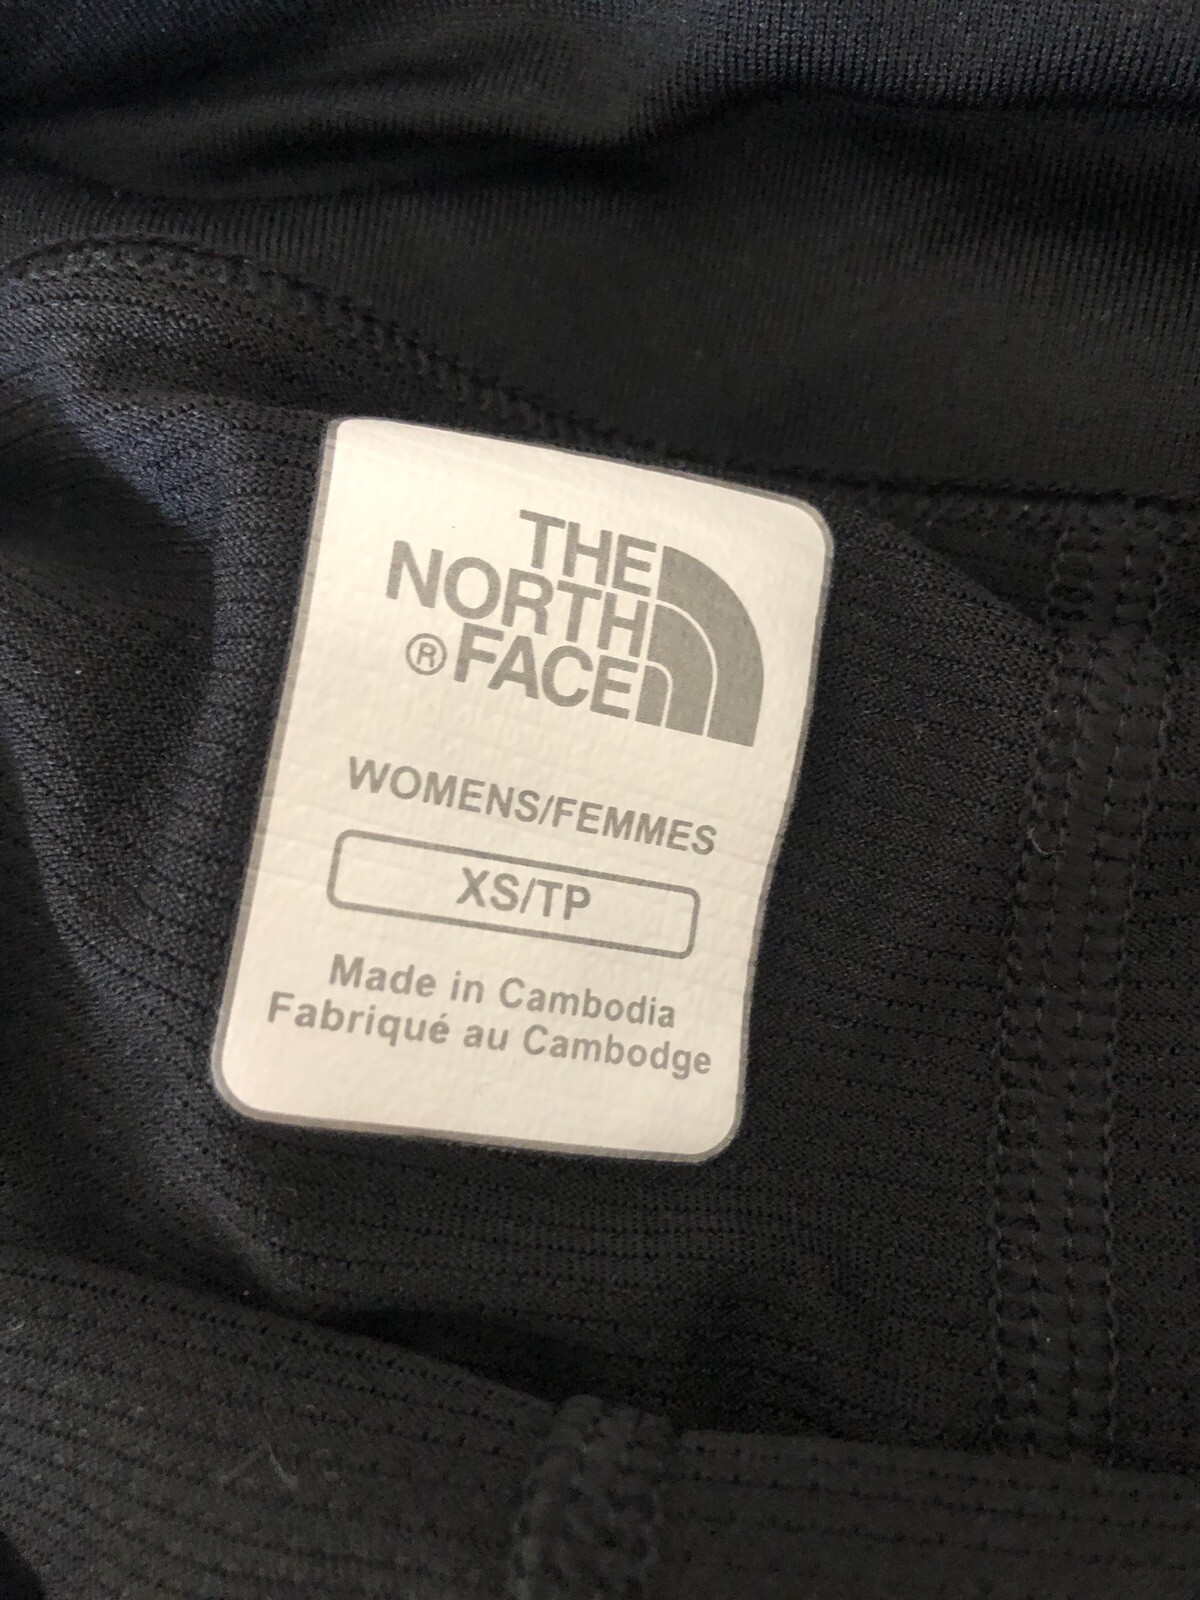 THE
NORTH
®FACE
WOMENS/FEMMES
XS/TP
Made in Cambodia
Fabriqué au Cambodge